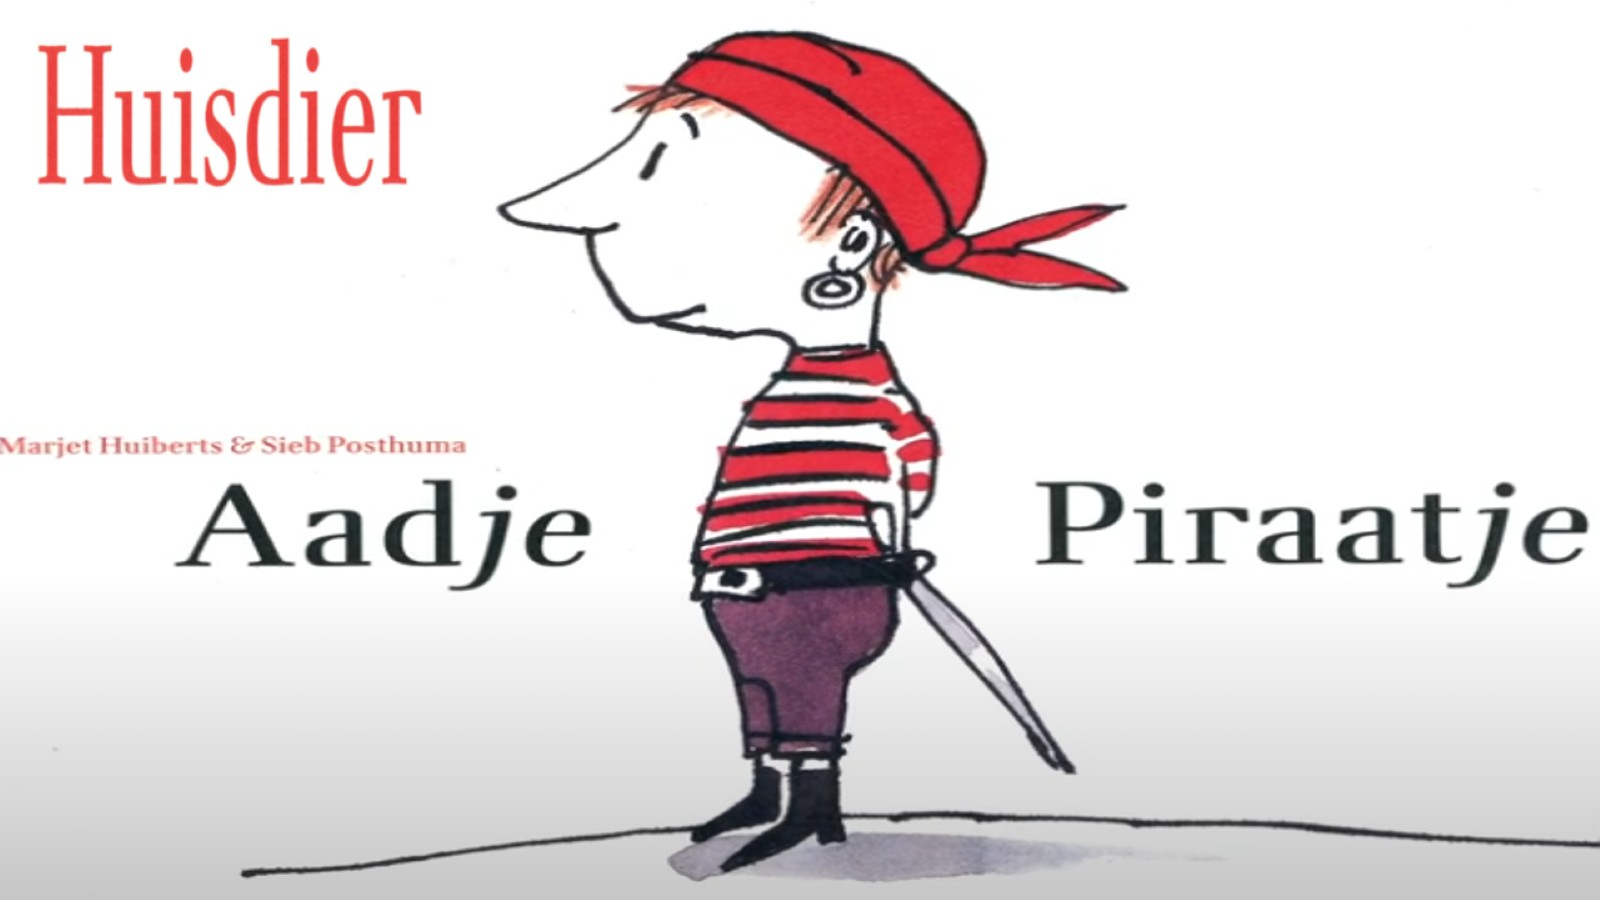 Huisdier
Marjet Huiberts & Sieb Posthuma
Aadje Piraatje